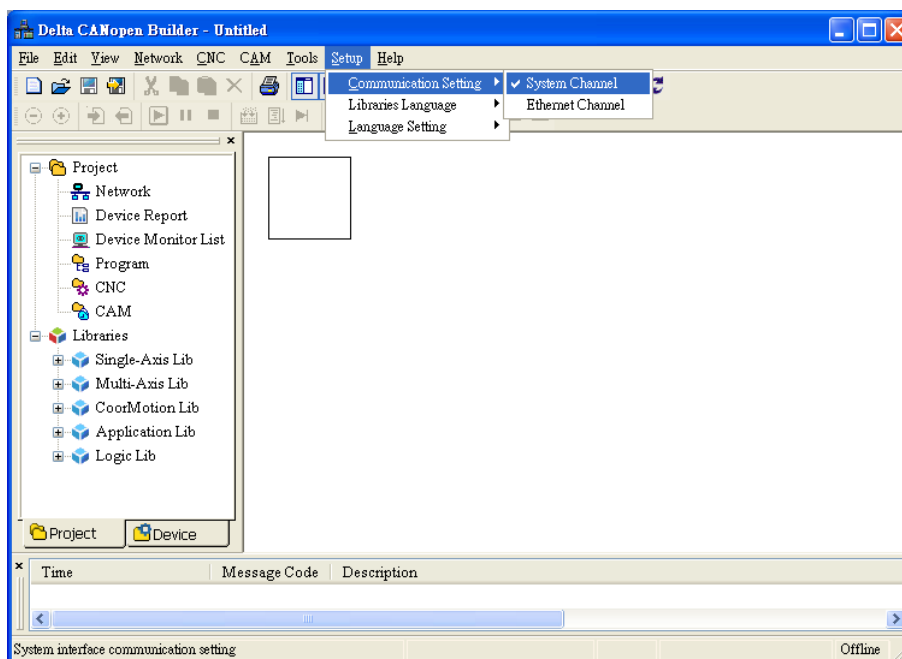 Delta CANopen Builder - Untitled
File Edit View Network CNC CAM Tools Setup Help
Communication Setting
System Channel
Libraries Language
Ethernet Channel
Language Setting
Project
Network
Device Report
Device Monitor List
Program
CNC
CAM
Libraries
Single-Axis Lib
Multi-Axis Lib
CoorMotion Lib
Application Lib
Logic Lib
Project Device
Time Message Code Description
System interface communication setting Offline